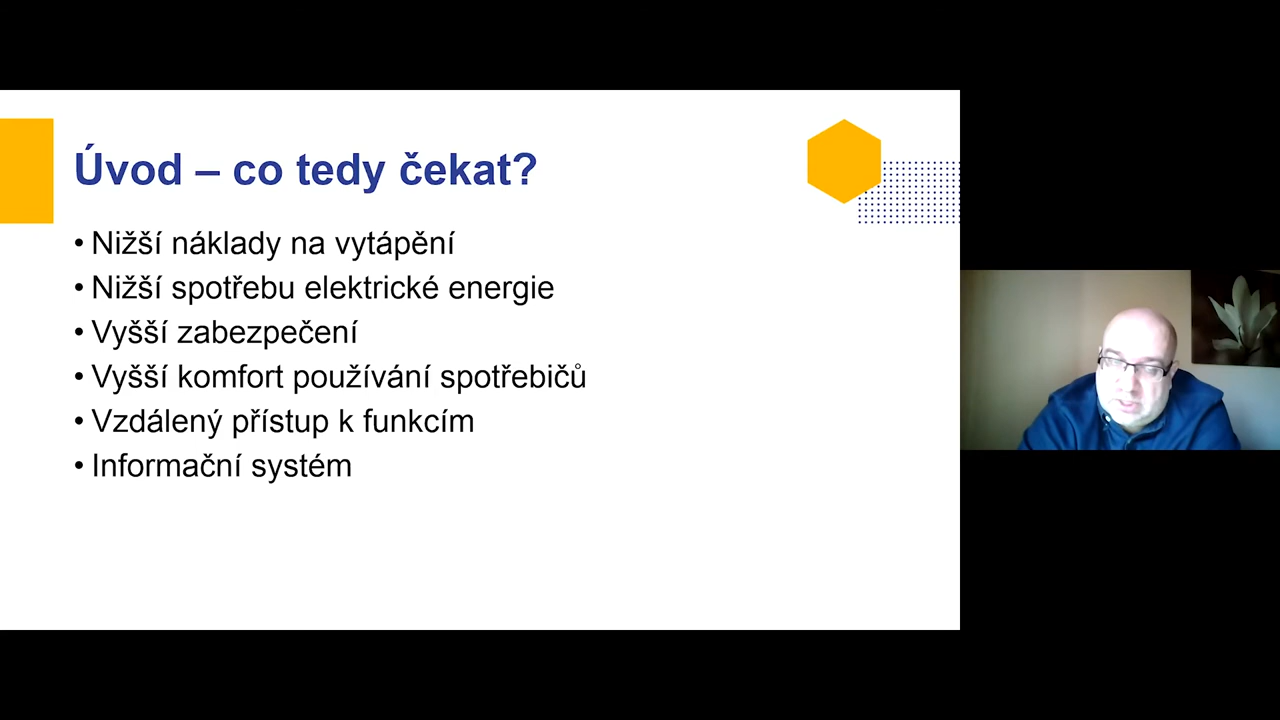 Úvod – co tedy čekat?
• Nižší náklady na vytápění
• Nižší spotřebu elektrické energie
• Vyšší zabezpečení
• Vyšší komfort používání spotřebičů
• Vzdálený přístup k funkcím
• Informační systém